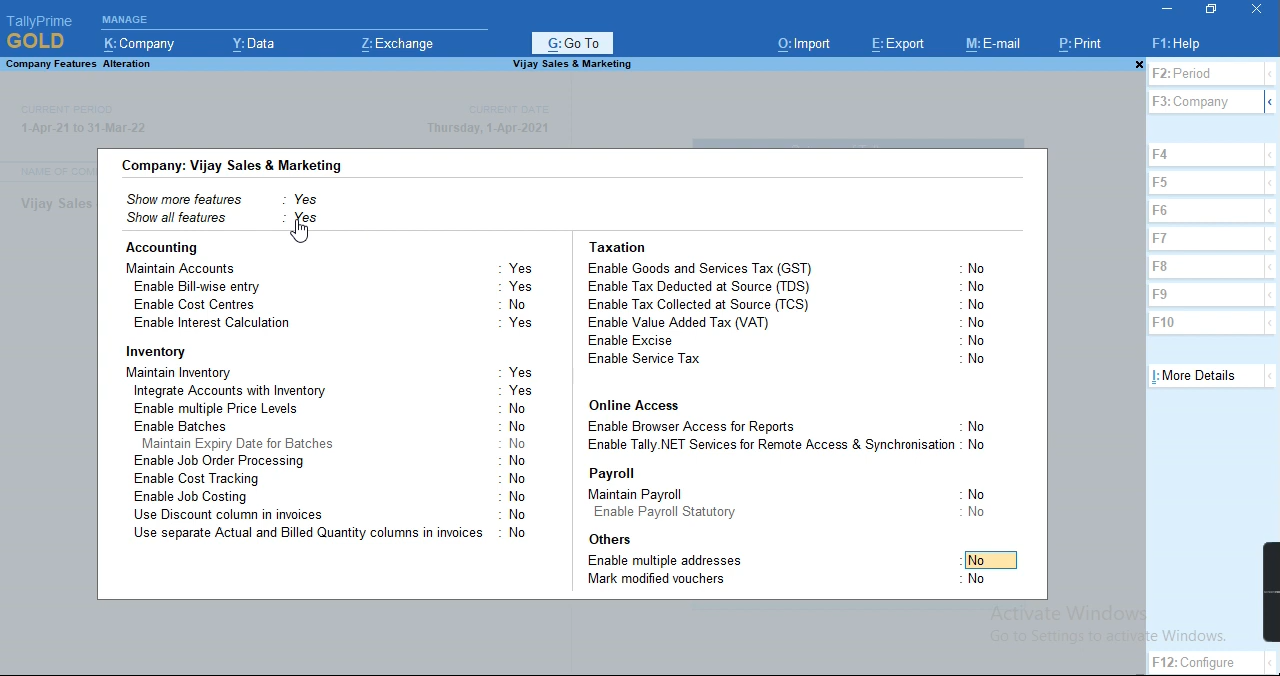 TallyPrime
GOLD
MANAGE
K: Company Y: Data Z: Exchange G: Go To O: Import E: Export M: E-mail P: Print F1: Help
Company Features Alteration Vijay Sales & Marketing
CURRENT PERIOD
1-Apr-21 to 31-Mar-22
CURRENT DATE
Thursday, 1-Apr-2021
NAME OF COM
Vijay Sales
Company: Vijay Sales & Marketing
Show more features : Yes
Show all features : Yes
Accounting
Maintain Accounts : Yes
Enable Bill-wise entry : Yes
Enable Cost Centres : No
Enable Interest Calculation : Yes
Inventory
Maintain Inventory : Yes
Integrate Accounts with Inventory : Yes
Enable multiple Price Levels : No
Enable Batches : No
Maintain Expiry Date for Batches : No
Enable Job Order Processing : No
Enable Cost Tracking : No
Enable Job Costing : No
Use Discount column in invoices : No
Use separate Actual and Billed Quantity columns in invoices : No
Taxation
Enable Goods and Services Tax (GST) : No
Enable Tax Deducted at Source (TDS) : No
Enable Tax Collected at Source (TCS) : No
Enable Value Added Tax (VAT) : No
Enable Excise : No
Enable Service Tax : No
Online Access
Enable Browser Access for Reports : No
Enable Tally.NET Services for Remote Access & Synchronisation : No
Payroll
Maintain Payroll : No
Enable Payroll Statutory : No
Others
Enable multiple addresses : No
Mark modified vouchers : No
F2: Period
F3: Company
F4
F5
F6
F7
F8
F9
F10
I: More Details
Activate Windows
Go to Settings to activate Windows.
F12: Configure